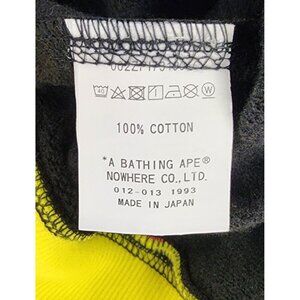 100% COTTON
"A BATHING APE®
NOWHERE CO., LTD.
012-013 1993
MADE IN JAPAN